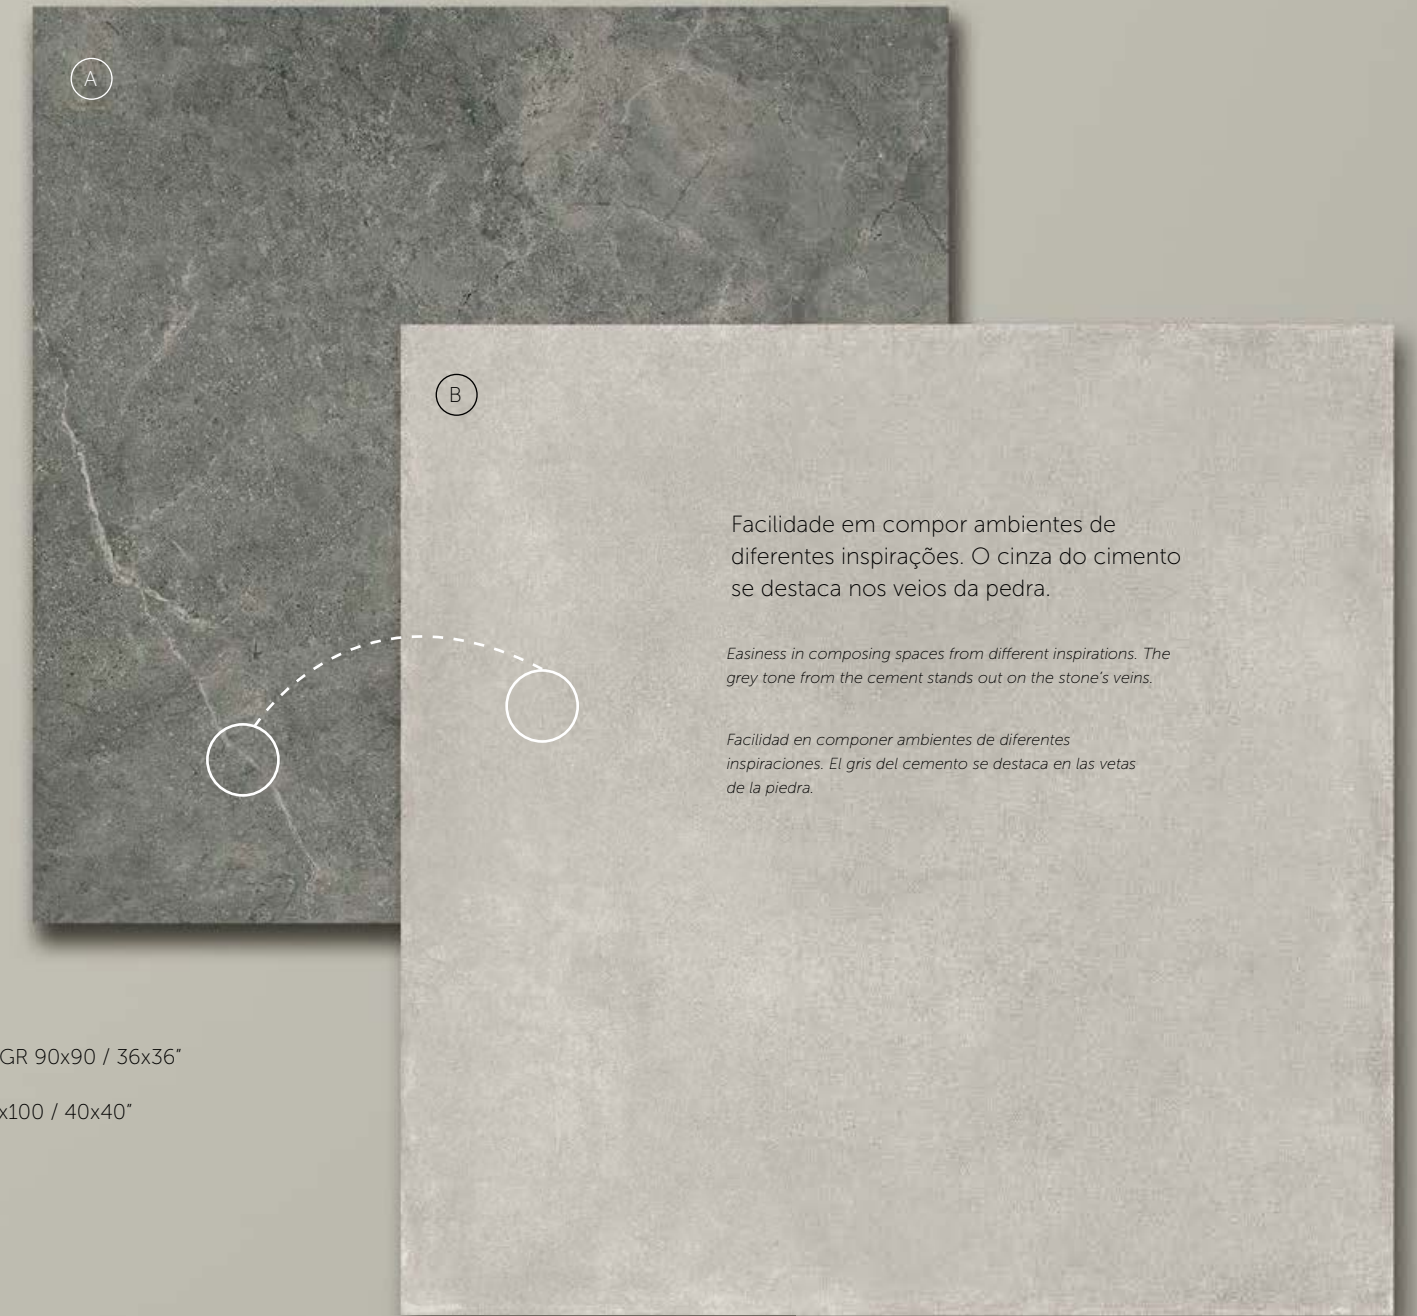 A
B
Facilidade em compor ambientes de
diferentes inspirações. O cinza do cimento
se destaca nos veios da pedra.
Easiness in composing spaces from different inspirations. The
grey tone from the cement stands out on the stone's veins.
Facilidad en componer ambientes de diferentes
inspiraciones. El gris del cemento se destaca en las vetas
de la piedra.
GR 90x90 / 36x36”
x100 / 40x40”